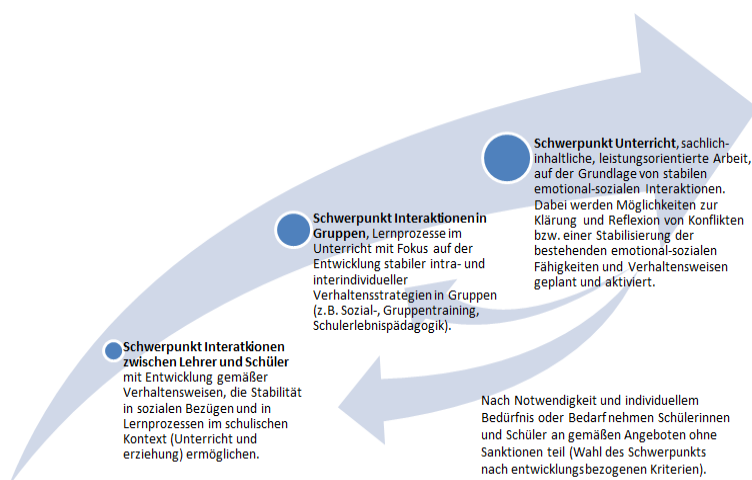 Schwerpunkt Unterricht, sachlich-
inhaltliche, leistungsorientierte Arbeit,
auf der Grundlage von stabilen
emotional-sozialen Interaktionen.
Dabei werden Möglichkeiten zur
Klärung und Reflexion von Konflikten
bzw. einer Stabilisierung der
bestehenden emotional-sozialen
Fähigkeiten und Verhaltensweisen
geplant und aktiviert.
Schwerpunkt Interaktionen in
Gruppen, Lernprozesse im
Unterricht mit Fokus auf der
Entwicklung stabiler intra- und
interindividueller
Verhaltensstrategien in Gruppen
(z.B. Sozial-, Gruppentraining,
Schulerlebnispädagogik).
Schwerpunkt Interatkionen
zwischen Lehrer und Schüler
mit Entwicklung gemäßer
Verhaltensweisen, die Stabilität
in sozialen Bezügen und in
Lernprozessen im schulischen
Kontext (Unterricht und
erziehung) ermöglichen.
Nach Notwendigkeit und individuellem
Bedürfnis oder Bedarf nehmen Schülerinnen
und Schüler an gemäßen Angeboten ohne
Sanktionen teil (Wahl des Schwerpunkts
nach entwicklungsbezogenen Kriterien).